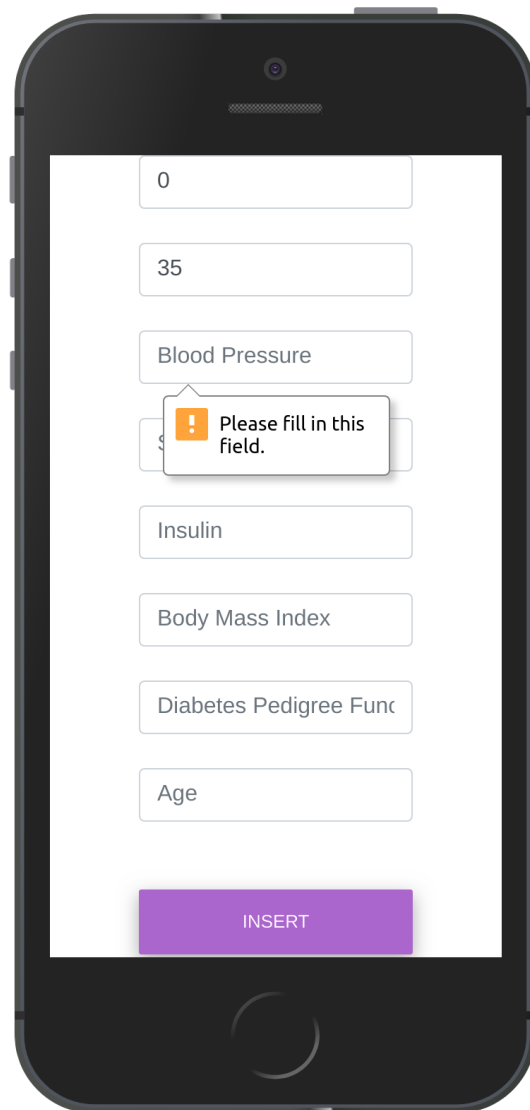 0
35
Blood Pressure
Please fill in this
field.
Insulin
Body Mass Index
Diabetes Pedigree Func
Age
INSERT